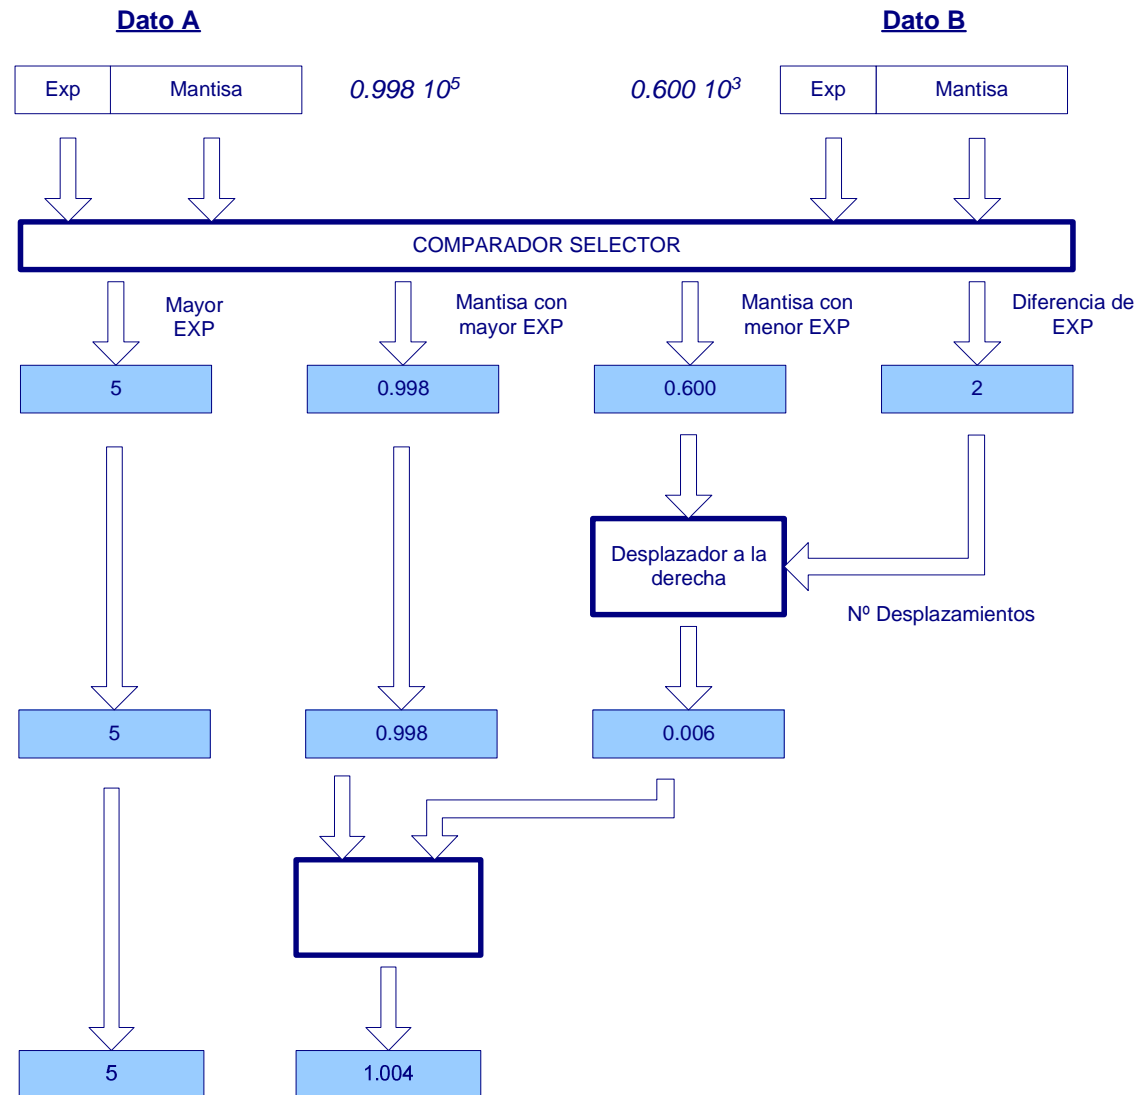 Dato A
Dato B
Exp
Mantisa
0.998 10⁵
0.600 10³
Exp
Mantisa
COMPARADOR SELECTOR
Mayor
EXP
Mantisa con
mayor EXP
Mantisa con
menor EXP
Diferencia de
EXP
5
0.998
0.600
2
Desplazador a la
derecha
Nº Desplazamientos
5
0.998
0.006
5
1.004